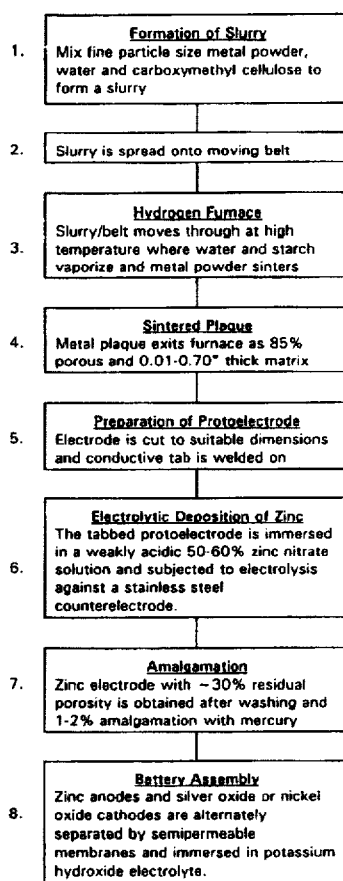 Formation of Slurry
1.
Mix fine particle size metal powder,
water and carboxymethyl cellulose to
form a slurry
2.
Slurry is spread onto moving belt
Hydrogen Furnace
3.
Slurry/belt moves through at high
temperature where water and starch
vaporize and metal powder sinters
Sintered Plaque
4.
Metal plaque exits furnace as 85%
porous and 0.01-0.70" thick matrix
Preparation of Protoelectrode
5.
Electrode is cut to suitable dimensions
and conductive tab is welded on
Electrolytic Deposition of Zinc
6.
The tabbed protoelectrode is immersed
in a weakly acidic 50-60% zinc nitrate
solution and subjected to electrolysis
against a stainless steel
counterelectrode.
Amalgamation
7.
Zinc electrode with ~30% residual
porosity is obtained after washing and
1-2% amalgamation with mercury
Battery Assembly
8.
Zinc anodes and silver oxide or nickel
oxide cathodes are alternately
separated by semipermeable
membranes and immersed in potassium
hydroxide electrolyte.